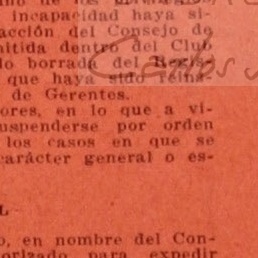 incapacidad haya si-
acción del Consejo de
mitida dentro del Club
do borrada del Regis-
que haya sido reina-
de Gerentes.
ores, en lo que a vi-
uspenderse por orden
los casos en que se
carácter general o es-
L
o, en nombre del Con-
orizado para expedir